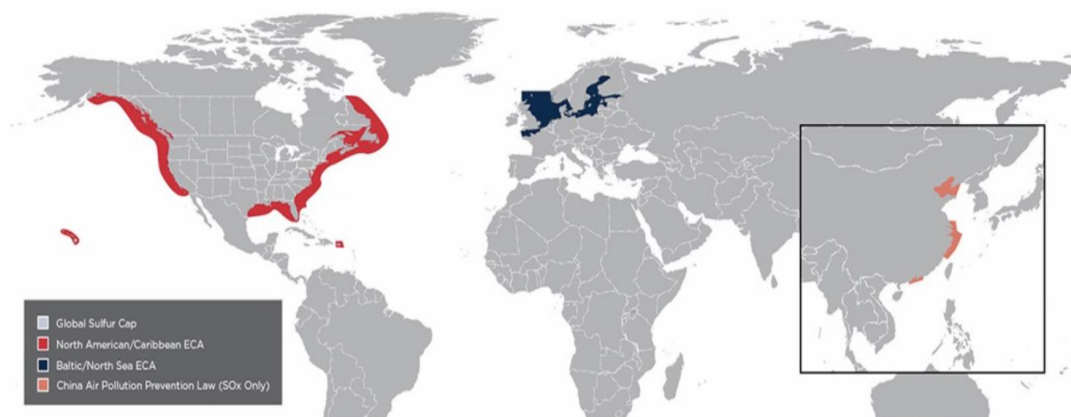 Global Sulfur Cap
North American/Caribbean ECA
Baltic/North Sea ECA
China Air Pollution Prevention Law (SOx Only)